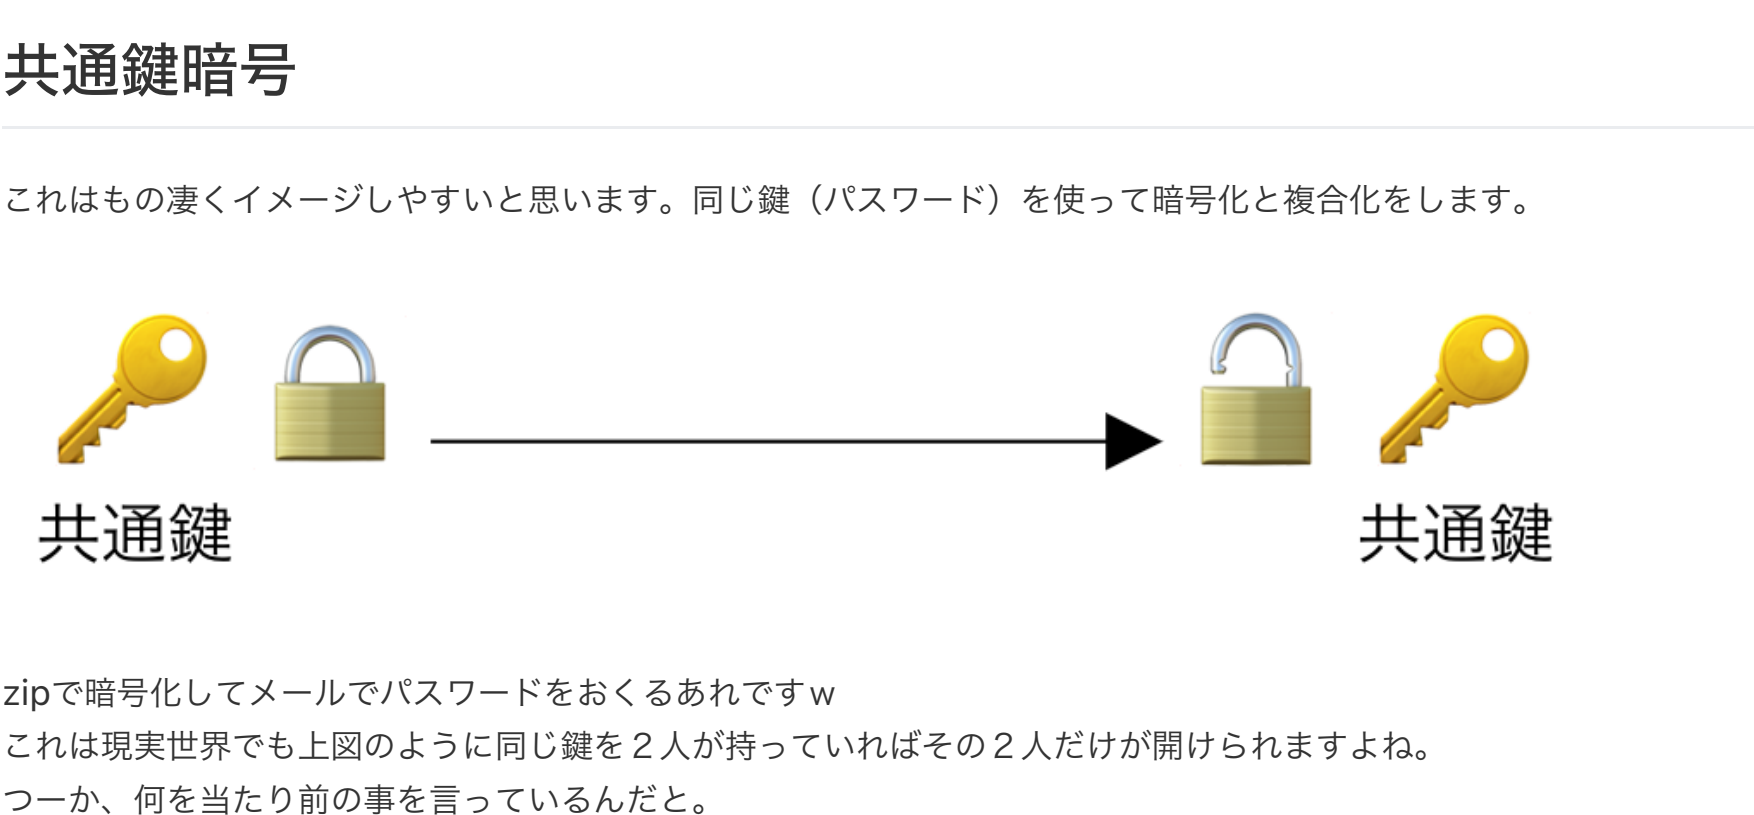 共通鍵暗号
これはもの凄くイメージしやすいと思います。同じ鍵（パスワード）を使って暗号化と複合化をします。
共通鍵
共通鍵
zipで暗号化してメールでパスワードをおくるあれですｗ
これは現実世界でも上図のように同じ鍵を２人が持っていればその２人だけが開けられますよね。
つーか、何を当たり前の事を言っているんだと。